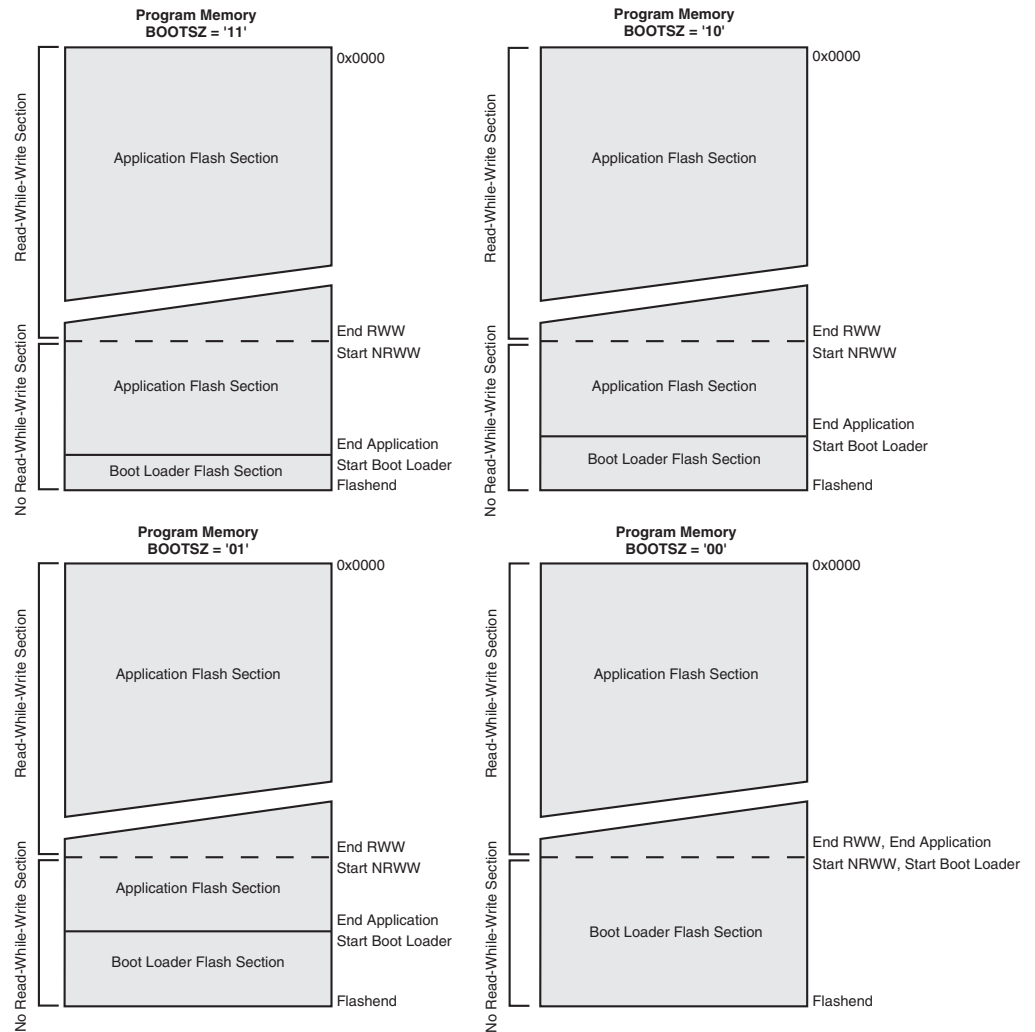 Program Memory
BOOTSZ = '11'
0x0000
Read-While-Write Section
Application Flash Section
End RWW
Start NRWW
No Read-While-Write Section
Application Flash Section
End Application
Start Boot Loader
Boot Loader Flash Section
Flashend
Program Memory
BOOTSZ = '10'
0x0000
Read-While-Write Section
Application Flash Section
End RWW
Start NRWW
No Read-While-Write Section
Application Flash Section
End Application
Start Boot Loader
Boot Loader Flash Section
Flashend
Program Memory
BOOTSZ = '01'
0x0000
Read-While-Write Section
Application Flash Section
End RWW
Start NRWW
No Read-While-Write Section
Application Flash Section
End Application
Start Boot Loader
Boot Loader Flash Section
Flashend
Program Memory
BOOTSZ = '00'
0x0000
Read-While-Write Section
Application Flash Section
End RWW, End Application
Start NRWW, Start Boot Loader
No Read-While-Write Section
Boot Loader Flash Section
Flashend